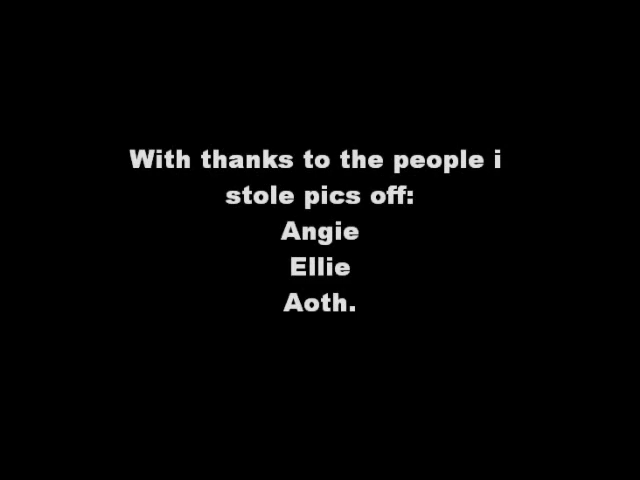 With thanks to the people i
stole pics off:
Angie
Ellie
Aoth.